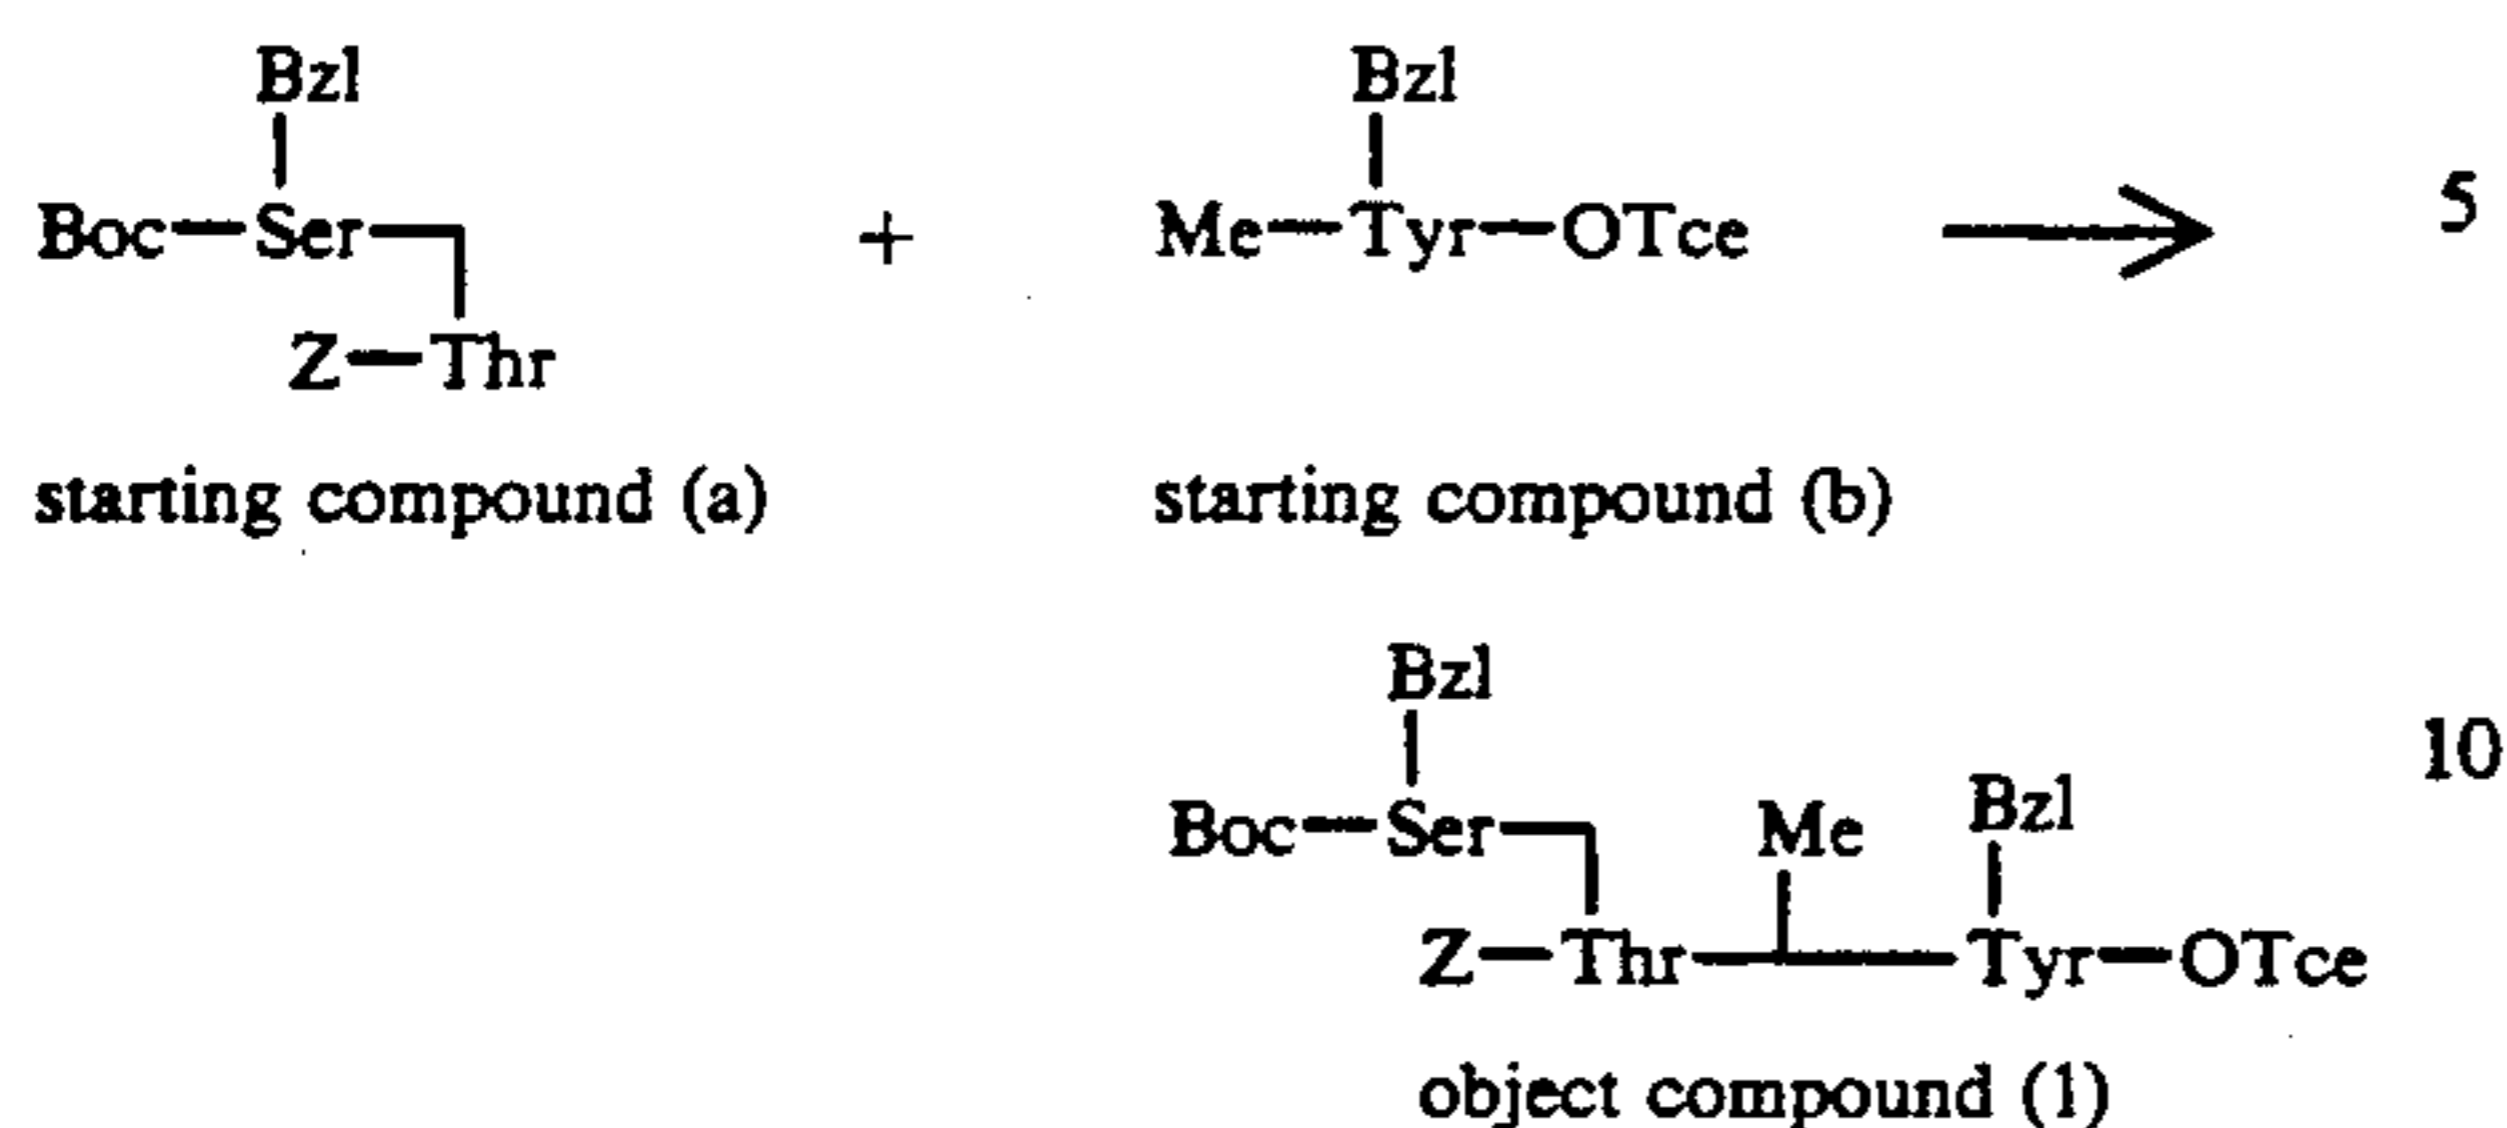 Bzl Bzl
Boc—Ser + Me—Tyr—OTce 5
Z—Thr
starting compound (a) starting compound (b)
Bzl
10
Boc—Ser Me Bzl
Z—Thr Tyr—OTce
object compound (1)